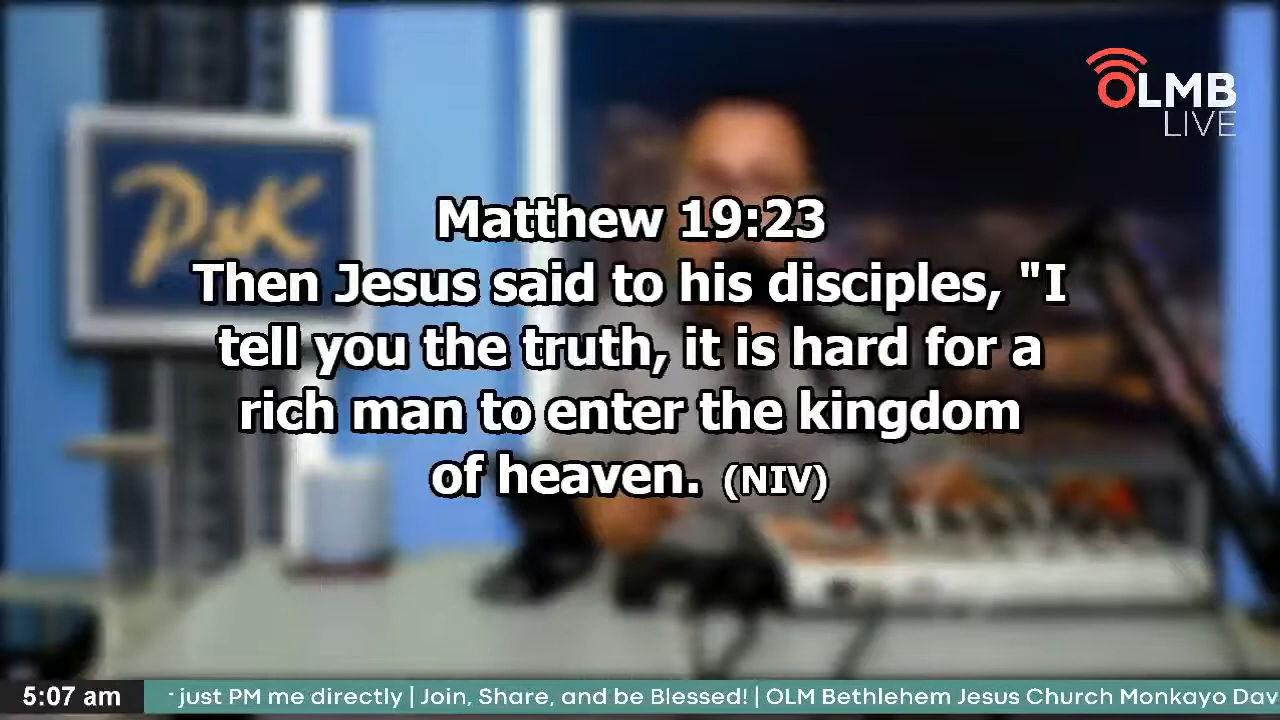 OLMB
LIVE
PsK
Matthew 19:23
Then Jesus said to his disciples, "I
tell you the truth, it is hard for a
rich man to enter the kingdom
of heaven. (NIV)
5:07 am
- just PM me directly | Join, Share, and be Blessed! | OLM Bethlehem Jesus Church Monkayo Dav